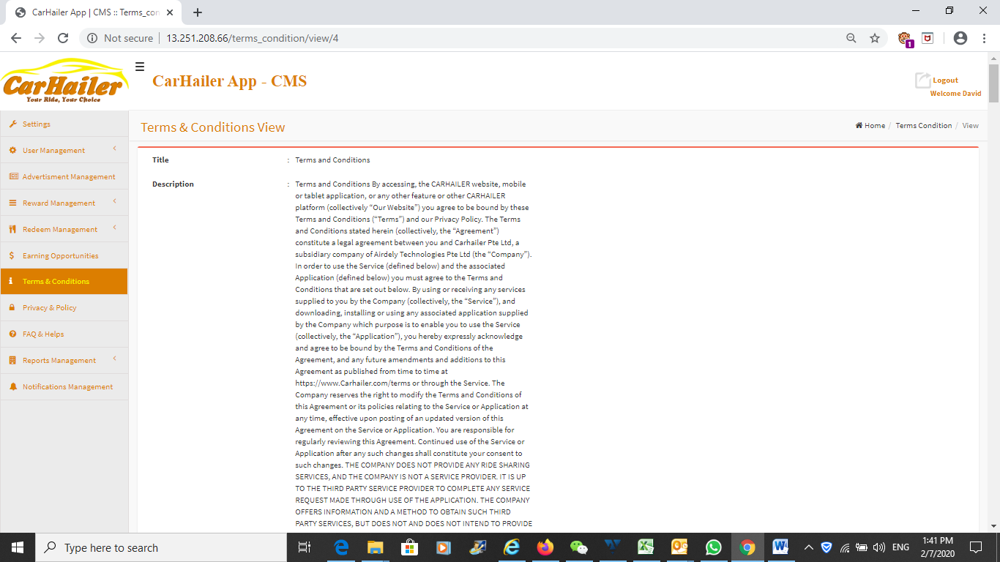 CarHailer App | CMS :: Terms_con
Not secure
13.251.208.66/terms_condition/view/4
1
CarHailer
Your Ride, Your Choice
CarHailer App - CMS
Logout
Welcome David
Settings
User Management
Advertisment Management
Reward Management
Redeem Management
Earning Opportunities
Terms & Conditions
Privacy & Policy
FAQ & Helps
Reports Management
Notifications Management
Terms & Conditions View
Home / Terms Condition / View
Title : Terms and Conditions
Description : Terms and Conditions By accessing, the CARHAILER website, mobile
or tablet application, or any other feature or other CARHAILER
platform (collectively “Our Website”) you agree to be bound by these
Terms and Conditions (“Terms”) and our Privacy Policy. The Terms
and Conditions stated herein (collectively, the “Agreement”)
constitute a legal agreement between you and Carhailer Pte Ltd, a
subsidiary company of Airdely Technologies Pte Ltd (the “Company”).
In order to use the Service (defined below) and the associated
Application (defined below) you must agree to the Terms and
Conditions that are set out below. By using or receiving any services
supplied to you by the Company (collectively, the “Service”), and
downloading, installing or using any associated application supplied
by the Company which purpose is to enable you to use the Service
(collectively, the “Application”), you hereby expressly acknowledge
and agree to be bound by the Terms and Conditions of the
Agreement, and any future amendments and additions to this
Agreement as published from time to time at
https://www.Carhailer.com/terms or through the Service. The
Company reserves the right to modify the Terms and Conditions of
this Agreement or its policies relating to the Service or Application at
any time, effective upon posting of an updated version of this
Agreement on the Service or Application. You are responsible for
regularly reviewing this Agreement. Continued use of the Service or
Application after any such changes shall constitute your consent to
such changes. THE COMPANY DOES NOT PROVIDE ANY RIDE SHARING
SERVICES, AND THE COMPANY IS NOT A SERVICE PROVIDER. IT IS UP
TO THE THIRD PARTY SERVICE PROVIDER TO COMPLETE ANY SERVICE
REQUEST MADE THROUGH USE OF THE APPLICATION. THE COMPANY
OFFERS INFORMATION AND A METHOD TO OBTAIN SUCH THIRD
PARTY SERVICES, BUT DOES NOT AND DOES NOT INTEND TO PROVIDE
Type here to search
ENG
1:41 PM
2/7/2020